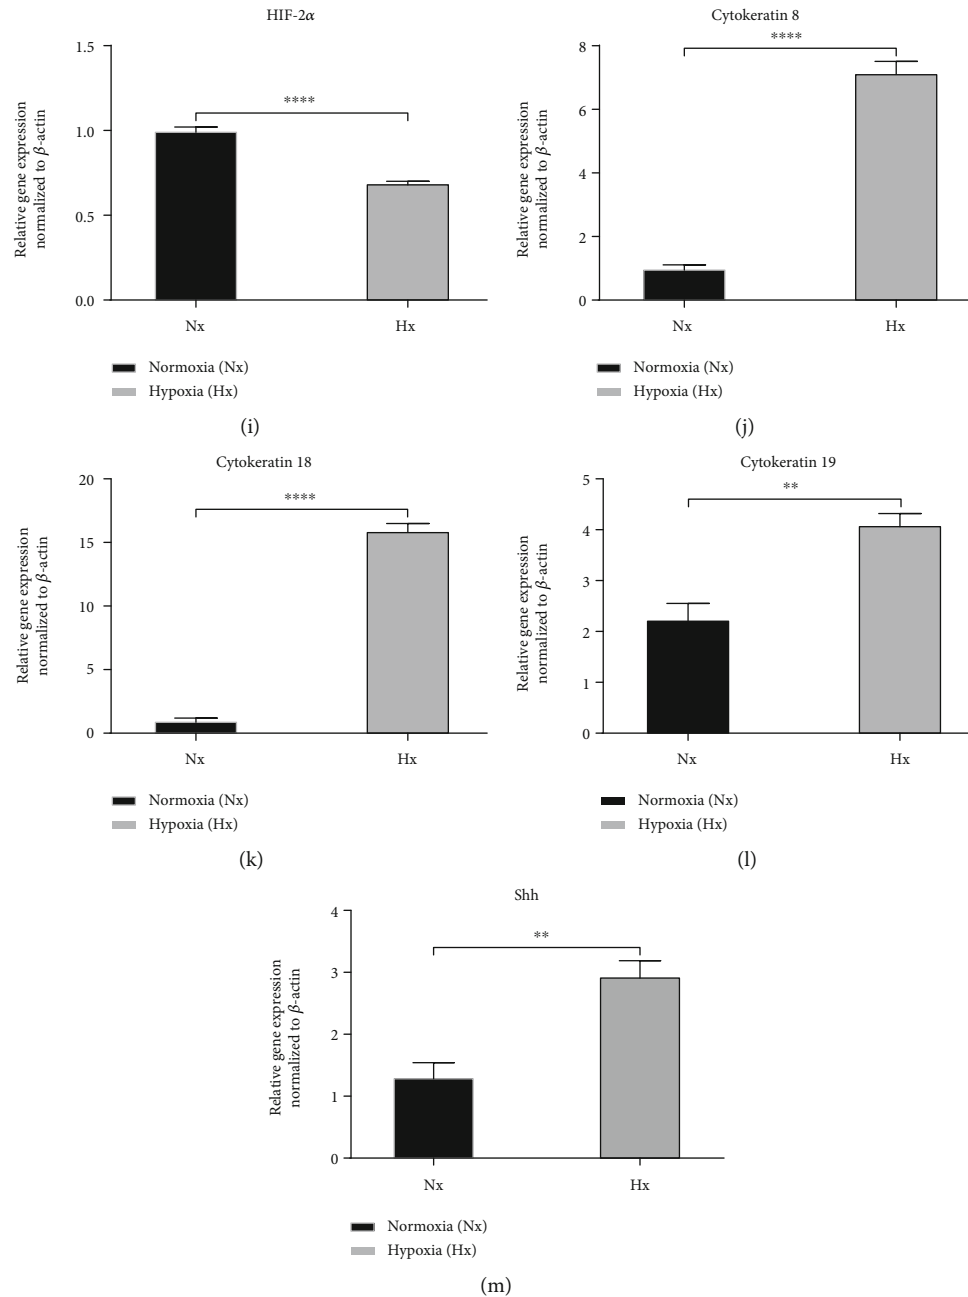 HIF-2α
Relative gene expression
normalized to β-actin
1.5
1.0
0.5
0.0
****
Nx
Hx
Normoxia (Nx)
Hypoxia (Hx)
(i)
Cytokeratin 8
Relative gene expression
normalized to β-actin
8
6
4
2
0
****
Nx
Hx
Normoxia (Nx)
Hypoxia (Hx)
(j)
Cytokeratin 18
Relative gene expression
normalized to β-actin
20
15
10
5
0
****
Nx
Hx
Normoxia (Nx)
Hypoxia (Hx)
(k)
Cytokeratin 19
Relative gene expression
normalized to β-actin
5
4
3
2
1
0
**
Nx
Hx
Normoxia (Nx)
Hypoxia (Hx)
(l)
Shh
Relative gene expression
normalized to β-actin
4
3
2
1
0
**
Nx
Hx
Normoxia (Nx)
Hypoxia (Hx)
(m)